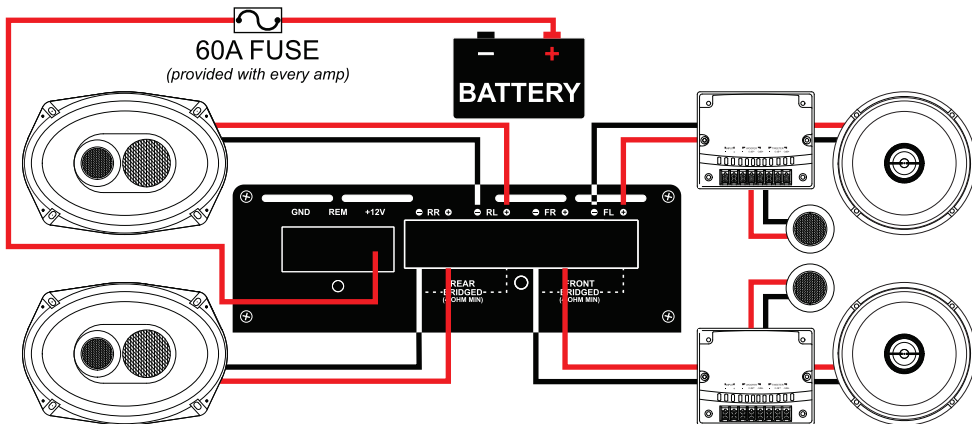 60A FUSE
(provided with every amp)
− +
BATTERY
GND REM +12V ⊖ RR ⊕ ⊖ RL ⊕ ⊖ FR ⊕ ⊖ FL ⊕
REAR
BRIDGED
(4 OHM MIN)
FRONT
BRIDGED
(4 OHM MIN)